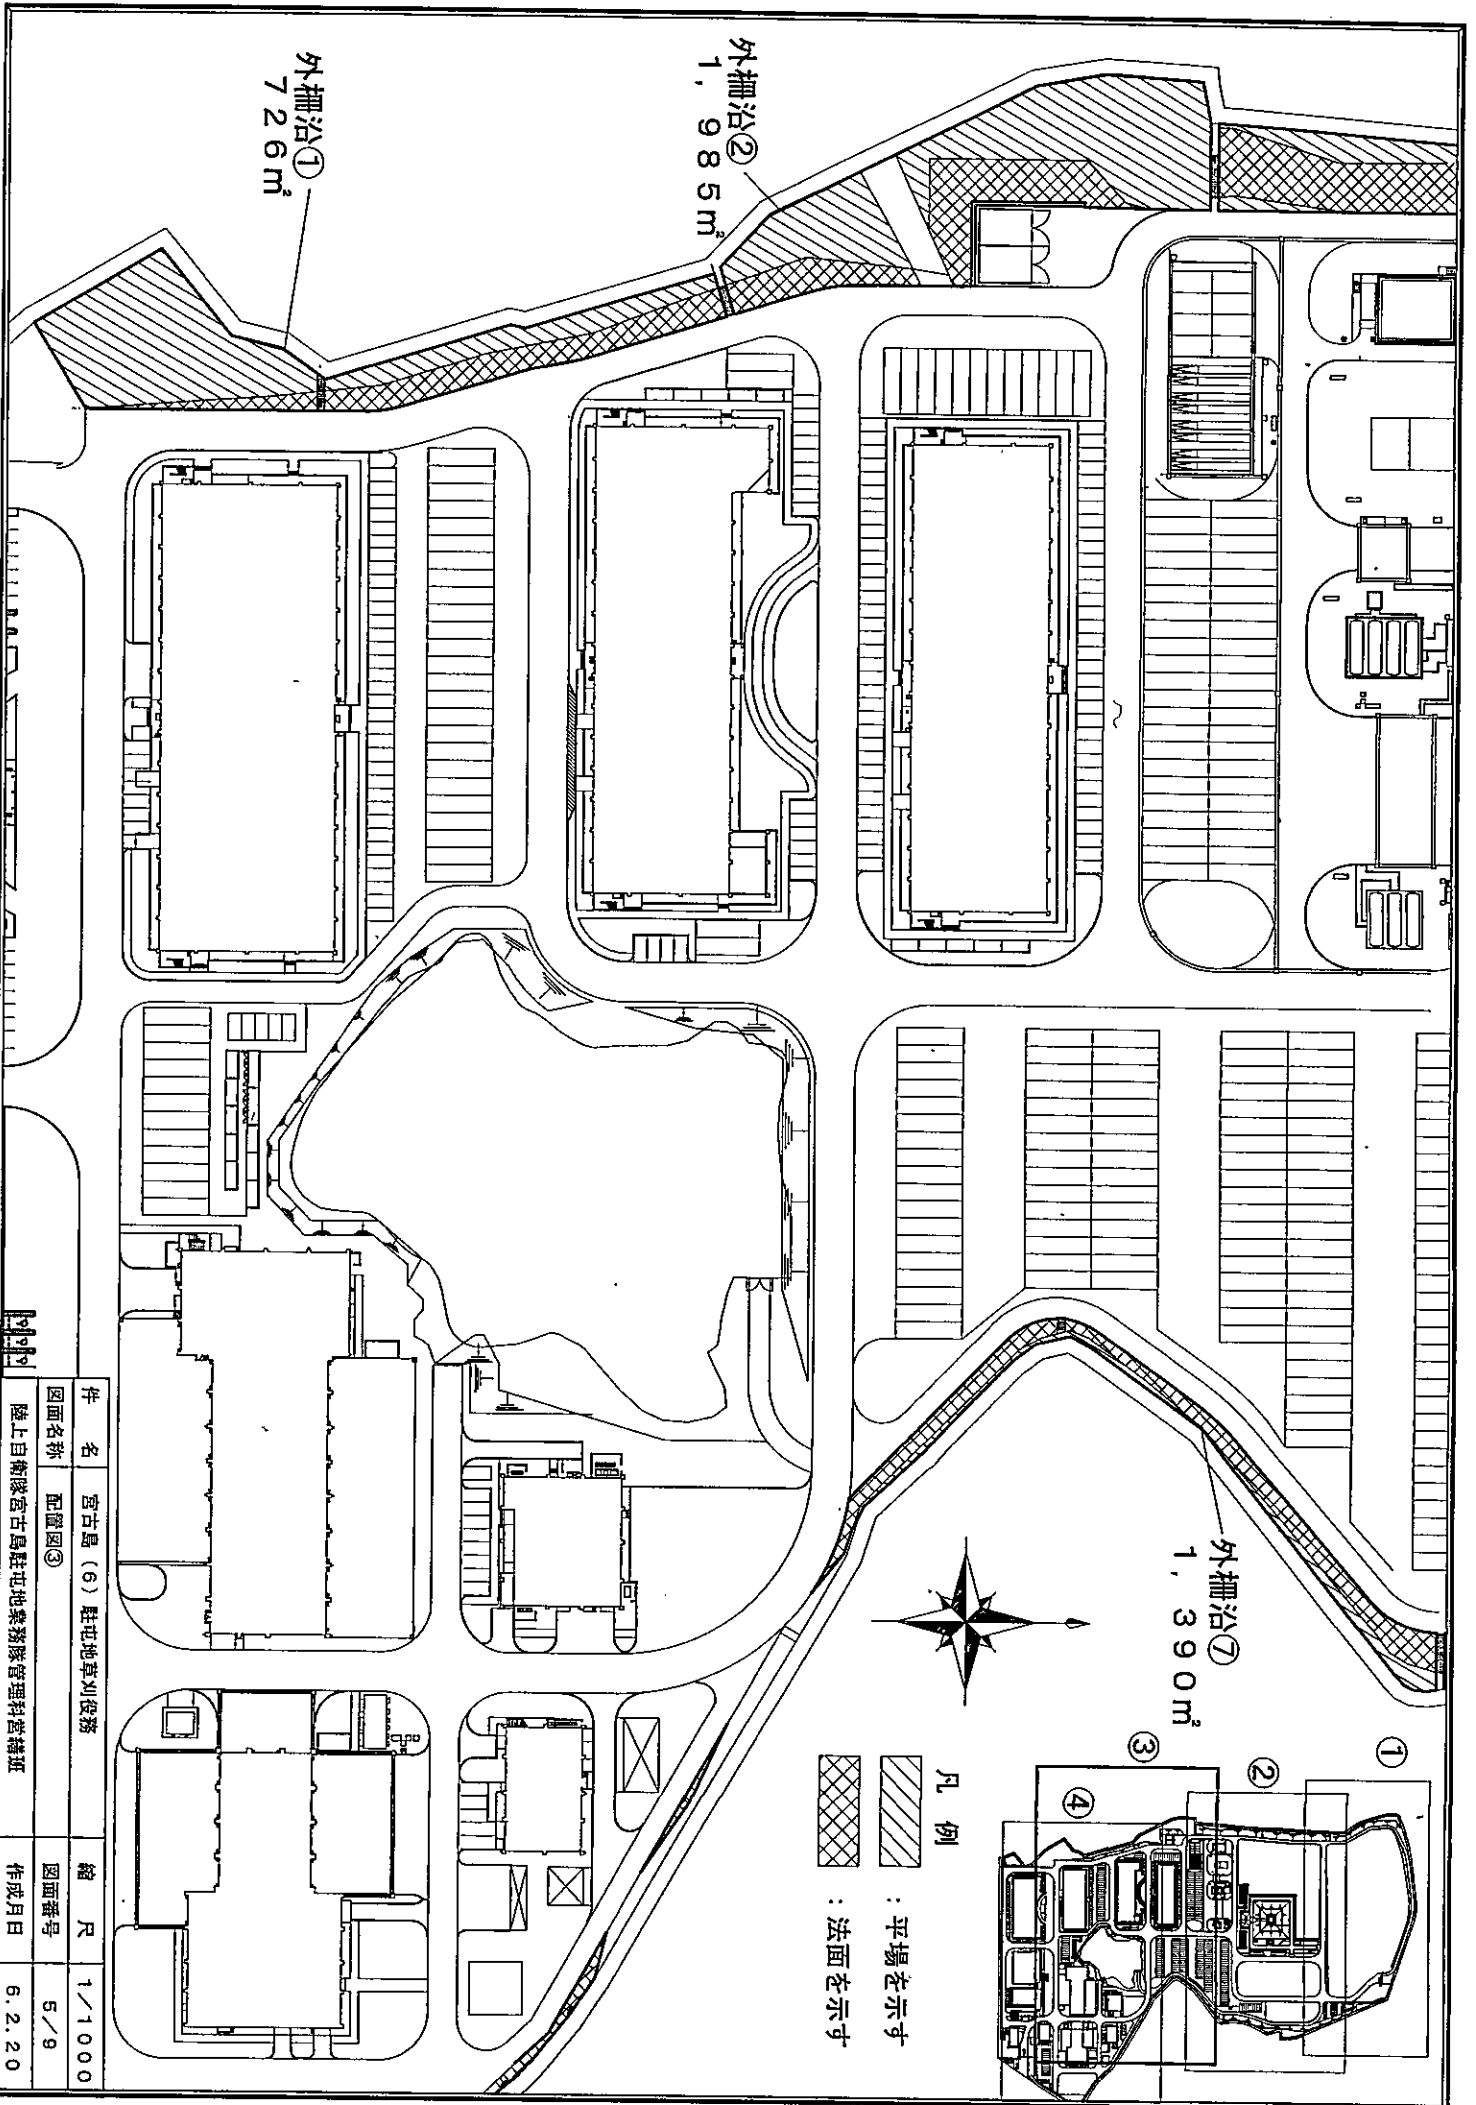 外柵沿①
726㎡
外柵沿②
1,985㎡
外柵沿⑦
1,390㎡
①
②
③
④
凡例
:平場を示す
:法面を示す
件名 宮古島(6)駐屯地草刈役務 縮尺 1/1000
図面名称 配置図③ 図面番号 5/9
陸上自衛隊宮古島駐屯地業務隊管理科営繕班 作成月日 6.2.20